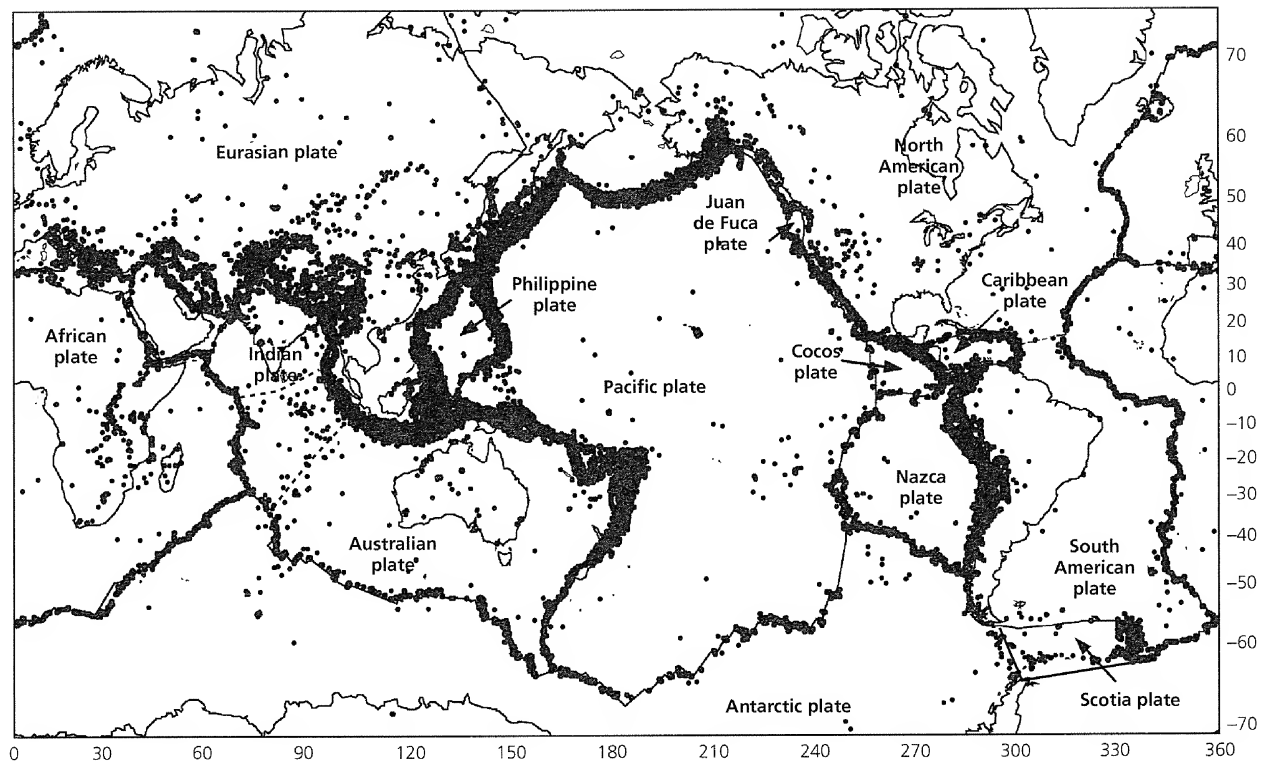 Eurasian plate
North
American
plate
Juan
de Fuca
plate
Philippine
plate
Caribbean
plate
African
plate
Indian
plate
Cocos
plate
Pacific plate
Nazca
plate
Australian
plate
South
American
plate
Antarctic plate
Scotia plate
70
60
50
40
30
20
10
0
-10
-20
-30
-40
-50
-60
-70
0 30 60 90 120 150 180 210 240 270 300 330 360